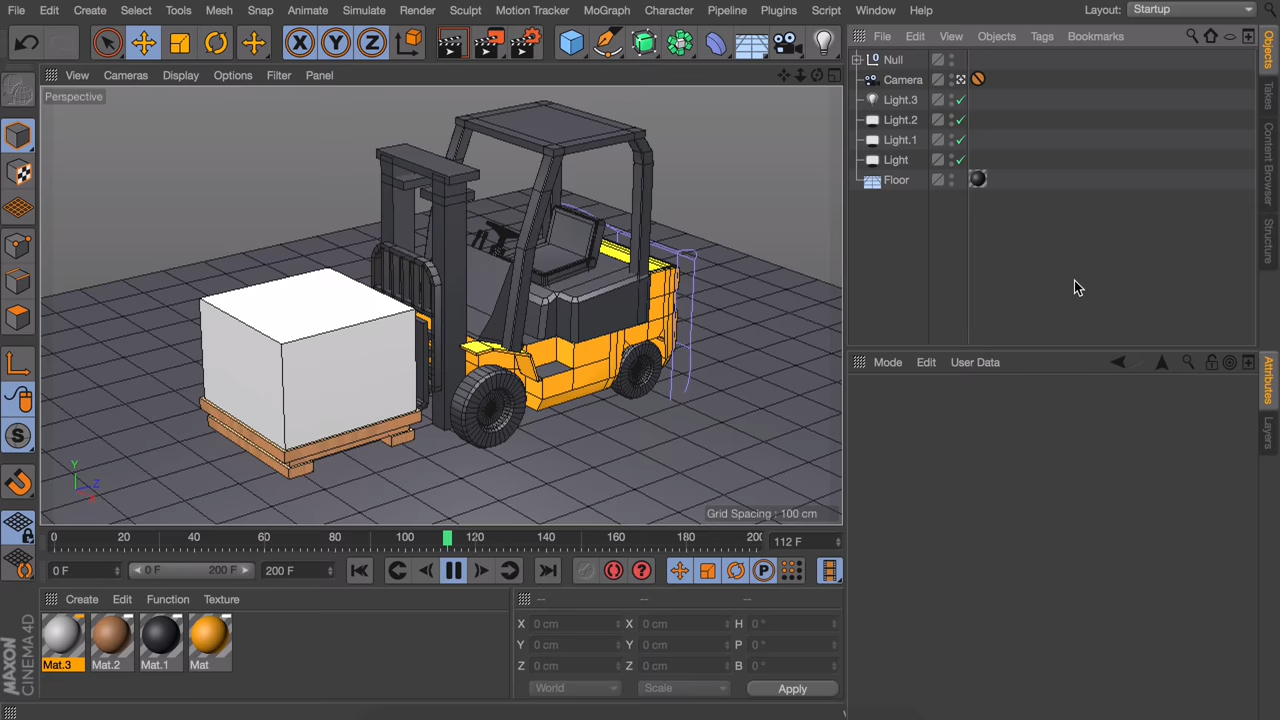 File Edit Create Select Tools Mesh Snap Animate Simulate Render Sculpt Motion Tracker MoGraph Character Pipeline Plugins Script Window Help Layout: Startup
X Y Z
File Edit View Objects Tags Bookmarks
View Cameras Display Options Filter Panel
Perspective
Null
Camera
Light.3
Light.2
Light.1
Light
Floor
Objects
Takes
Content Browser
Structure
Mode Edit User Data
Attributes
Layers
S
Y
Z
X
Grid Spacing : 100 cm
0 20 40 60 80 100 120 140 160 180 200 112 F
0 F 0 F 200 F 200 F
P
Create Edit Function Texture
Mat.3 Mat.2 Mat.1 Mat
-- -- --
X 0 cm X 0 cm H 0 °
Y 0 cm Y 0 cm P 0 °
Z 0 cm Z 0 cm B 0 °
World Scale Apply
MAXON
CINEMA 4D